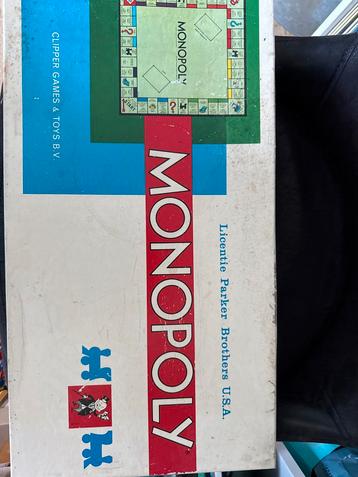 MONOPOLY
CLIPPER GAMES & TOYS B.V.
Licentie Parker Brothers U.S.A.
MONOPOLY